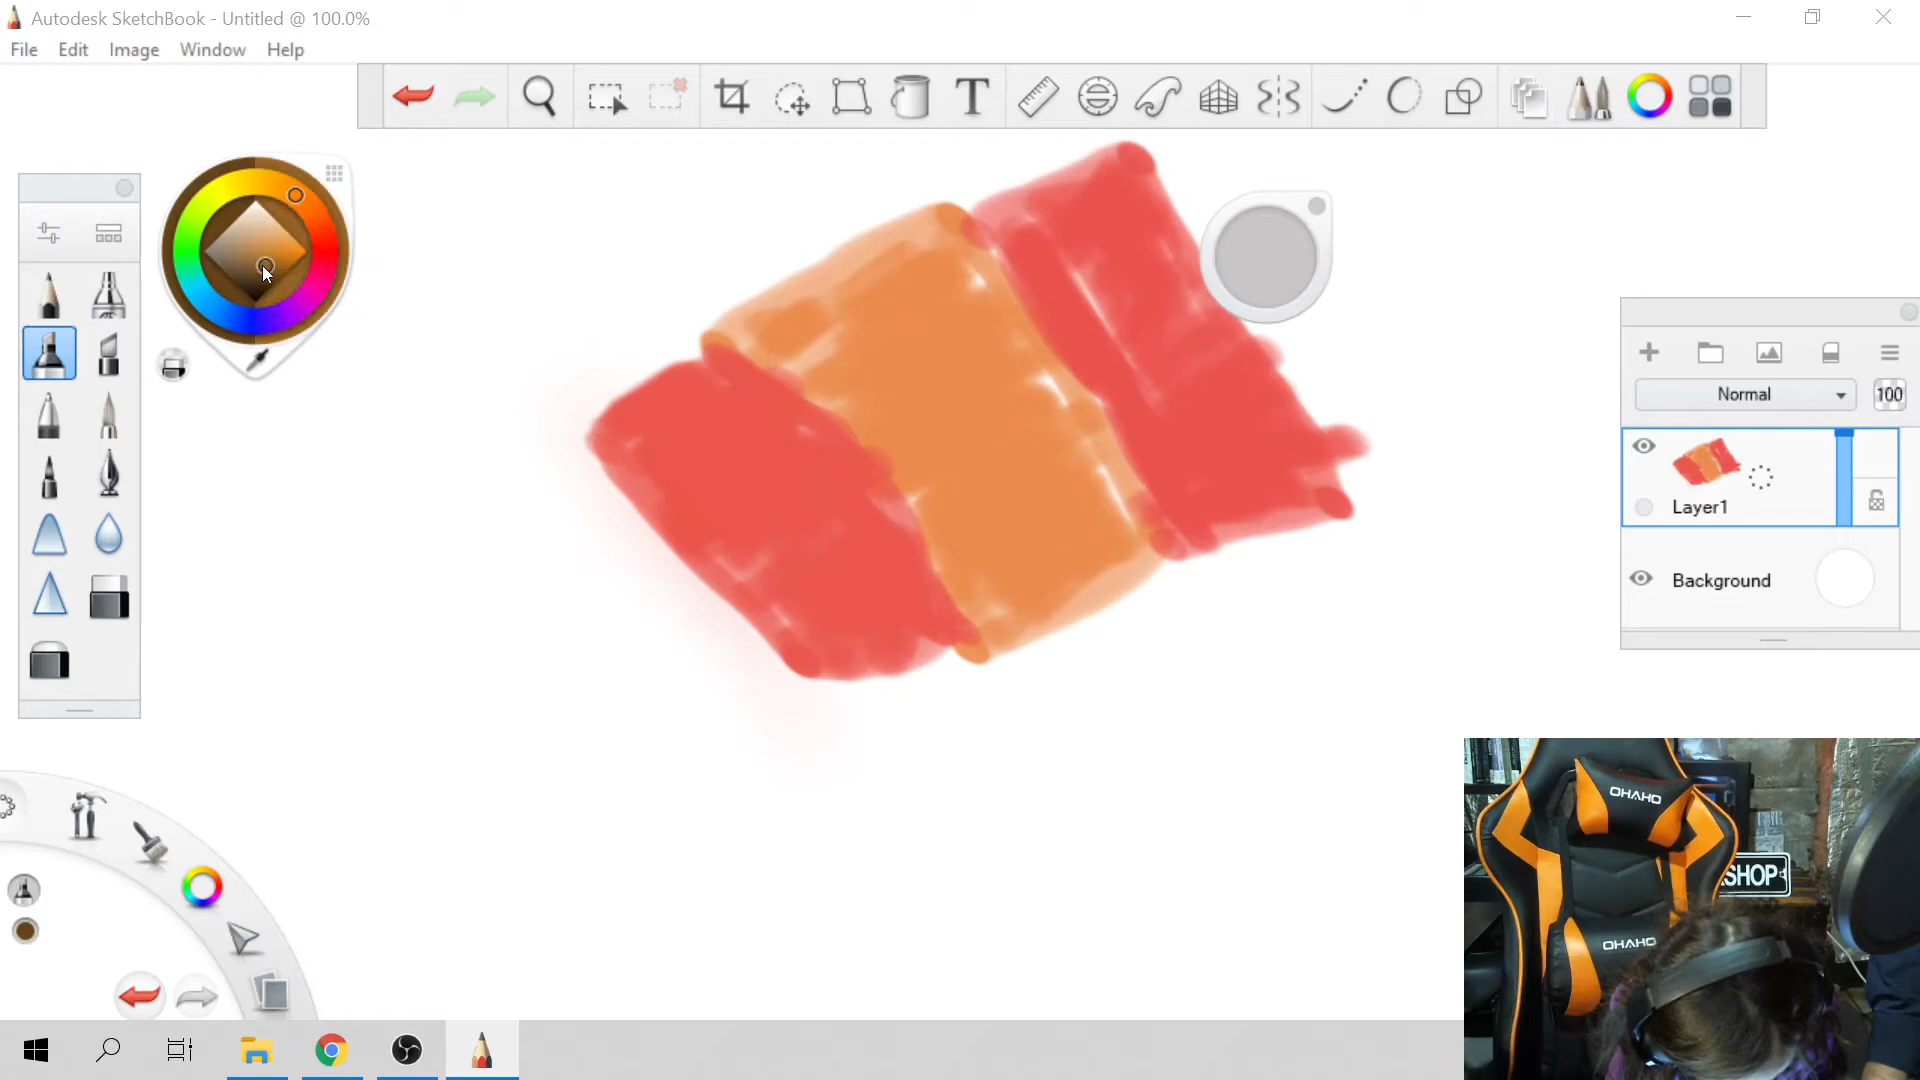 Autodesk SketchBook - Untitled @ 100.0%
File Edit Image Window Help
T
Normal 100
Layer1
Background
OHAHO
SHOP
OHAHO